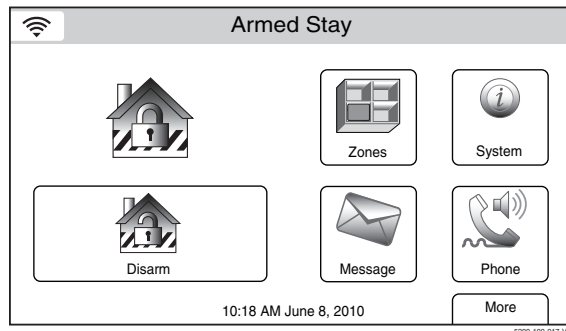 Armed Stay
Zones
System
Disarm
Message
Phone
10:18 AM June 8, 2010
More